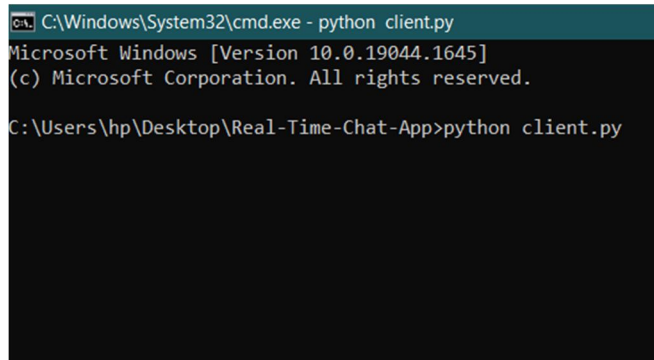 C:\Windows\System32\cmd.exe - python  client.py
Microsoft Windows [Version 10.0.19044.1645]
(c) Microsoft Corporation. All rights reserved.
C:\Users\hp\Desktop\Real-Time-Chat-App>python client.py